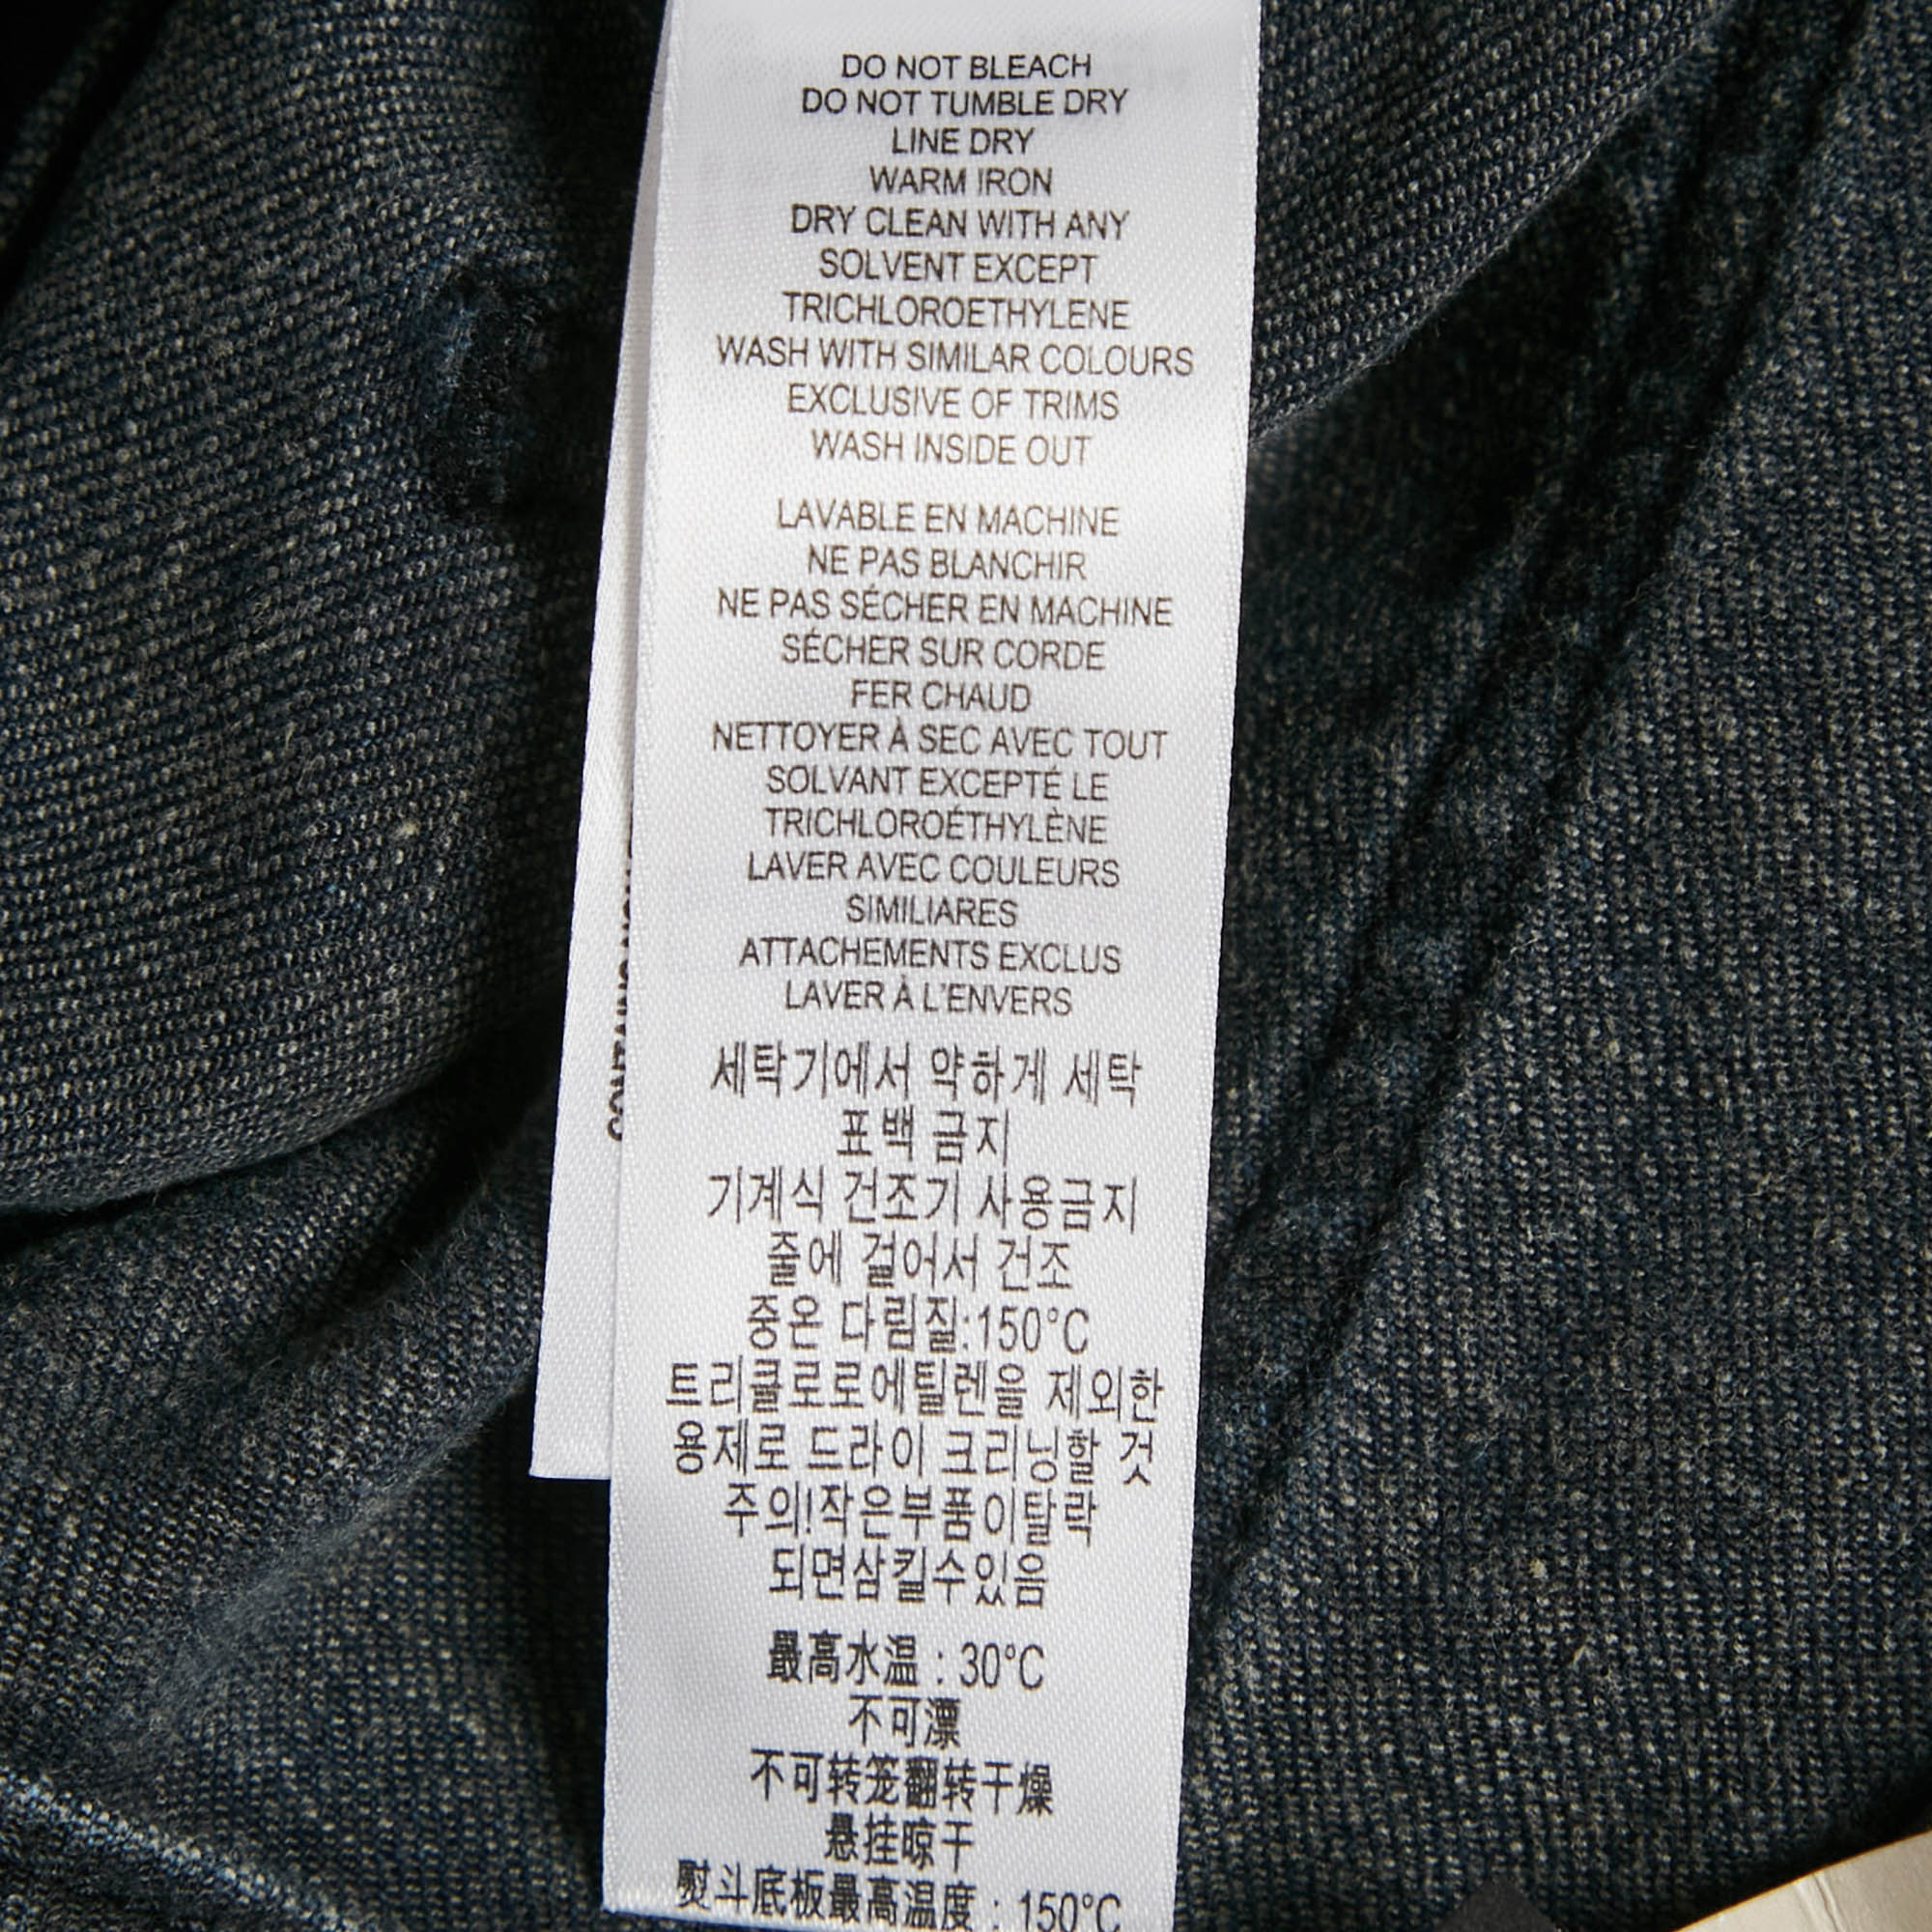 DO NOT BLEACH
DO NOT TUMBLE DRY
LINE DRY
WARM IRON
DRY CLEAN WITH ANY
SOLVENT EXCEPT
TRICHLOROETHYLENE
WASH WITH SIMILAR COLOURS
EXCLUSIVE OF TRIMS
WASH INSIDE OUT
LAVABLE EN MACHINE
NE PAS BLANCHIR
NE PAS SÉCHER EN MACHINE
SÉCHER SUR CORDE
FER CHAUD
NETTOYER À SEC AVEC TOUT
SOLVANT EXCEPTÉ LE
TRICHLOROÉTHYLÈNE
LAVER AVEC COULEURS
SIMILIARES
ATTACHEMENTS EXCLUS
LAVER À L'ENVERS
세탁기에서 약하게 세탁
표백 금지
기계식 건조기 사용금지
줄에 걸어서 건조
중온 다림질:150°C
트리클로로에틸렌을 제외한
용제로 드라이 크리닝할 것
주의!작은부품이탈락
되면삼킬수있음
最高水温：30°C
不可漂
不可转笼翻转干燥
悬挂晾干
熨斗底板最高温度：150°C